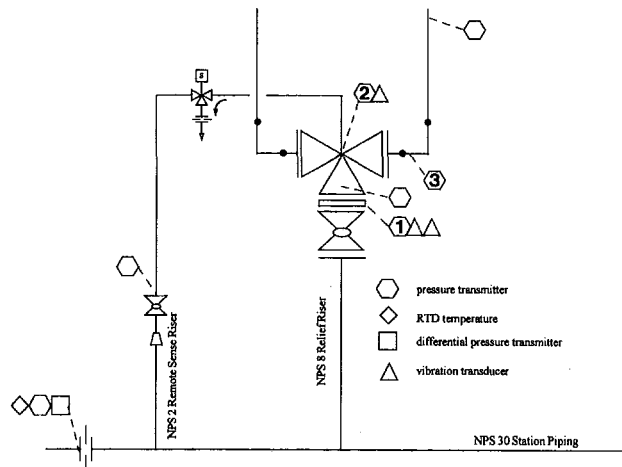 s
2
3
1
pressure transmitter
RTD temperature
differential pressure transmitter
vibration transducer
NPS 2 Remote Sense Riser
NPS 8 Relief Riser
NPS 30 Station Piping